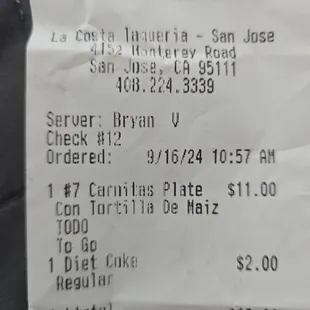 La Costa Taqueria - San Jose
4152 Monterey Road
San Jose, CA 95111
408.224.3339
Server: Bryan V
Check #12
Ordered: 9/16/24 10:57 AM
1 #7 Carnitas Plate $11.00
Con Tortilla De Maiz
TODO
To Go
1 Diet Coke $2.00
Regular